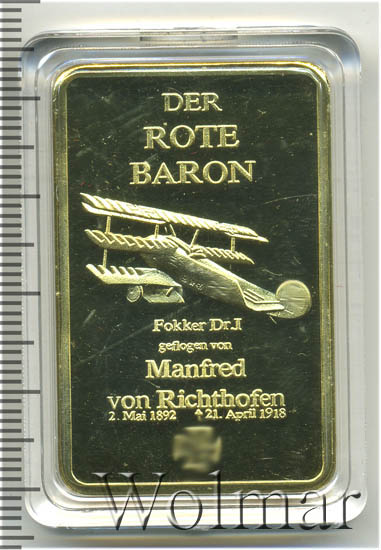 DER
ROTE
BARON
Fokker Dr.I
geflogen von
Manfred
von Richthofen
2. Mai 1892 21. April 1918
Wolmar